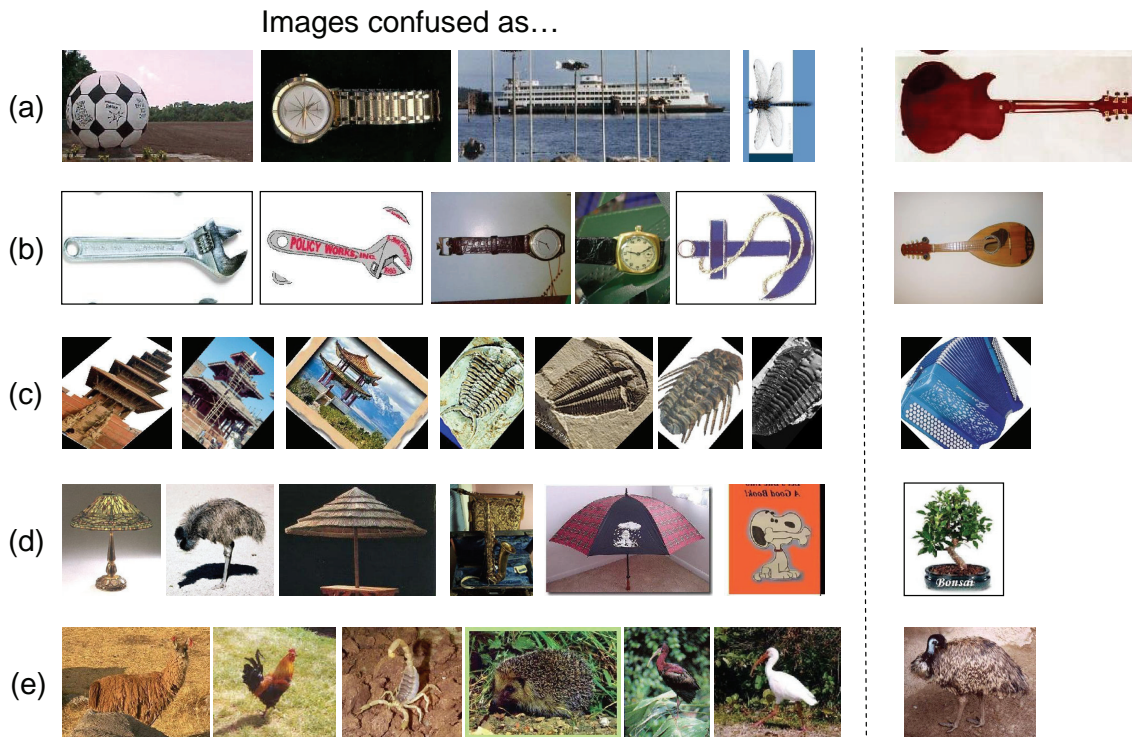 Images confused as…
(a)
(b)
POLICY WORKS, INC.
(c)
(d)
A Good Book!
Bonsai
(e)